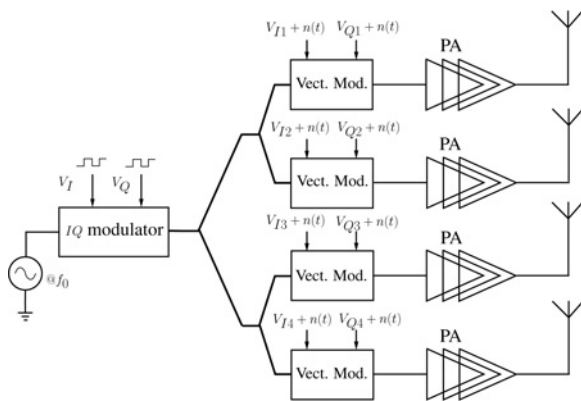 V_{I1} + n(t) V_{Q1} + n(t)
PA
Vect. Mod.
V_{I2} + n(t) V_{Q2} + n(t)
PA
Vect. Mod.
V_I V_Q
IQ modulator
@f_0
V_{I3} + n(t) V_{Q3} + n(t)
PA
Vect. Mod.
V_{I4} + n(t) V_{Q4} + n(t)
PA
Vect. Mod.